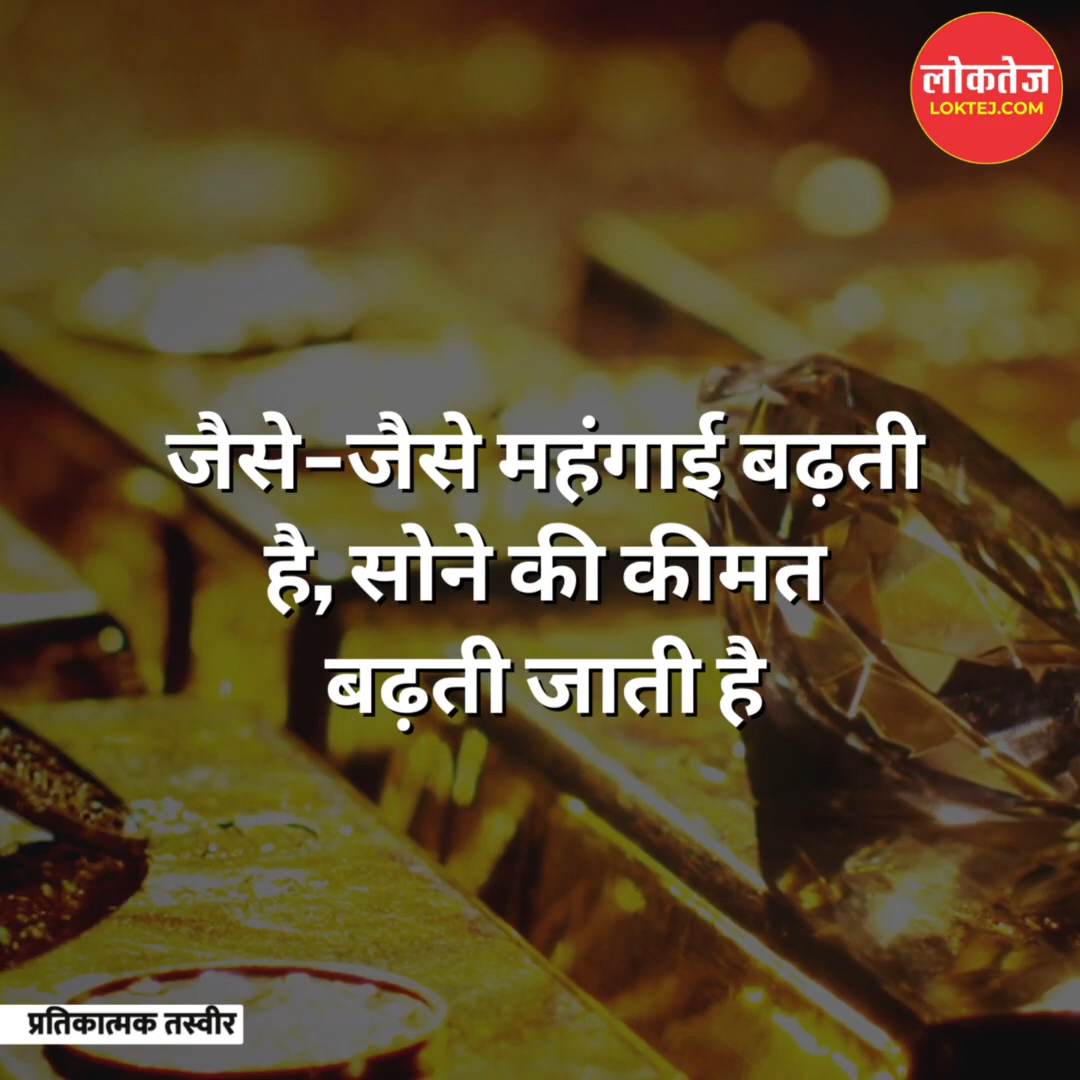 लोकतेज
LOKTEJ.COM
जैसे-जैसे महंगाई बढ़ती
है, सोने की कीमत
बढ़ती जाती है
प्रतिकात्मक तस्वीर